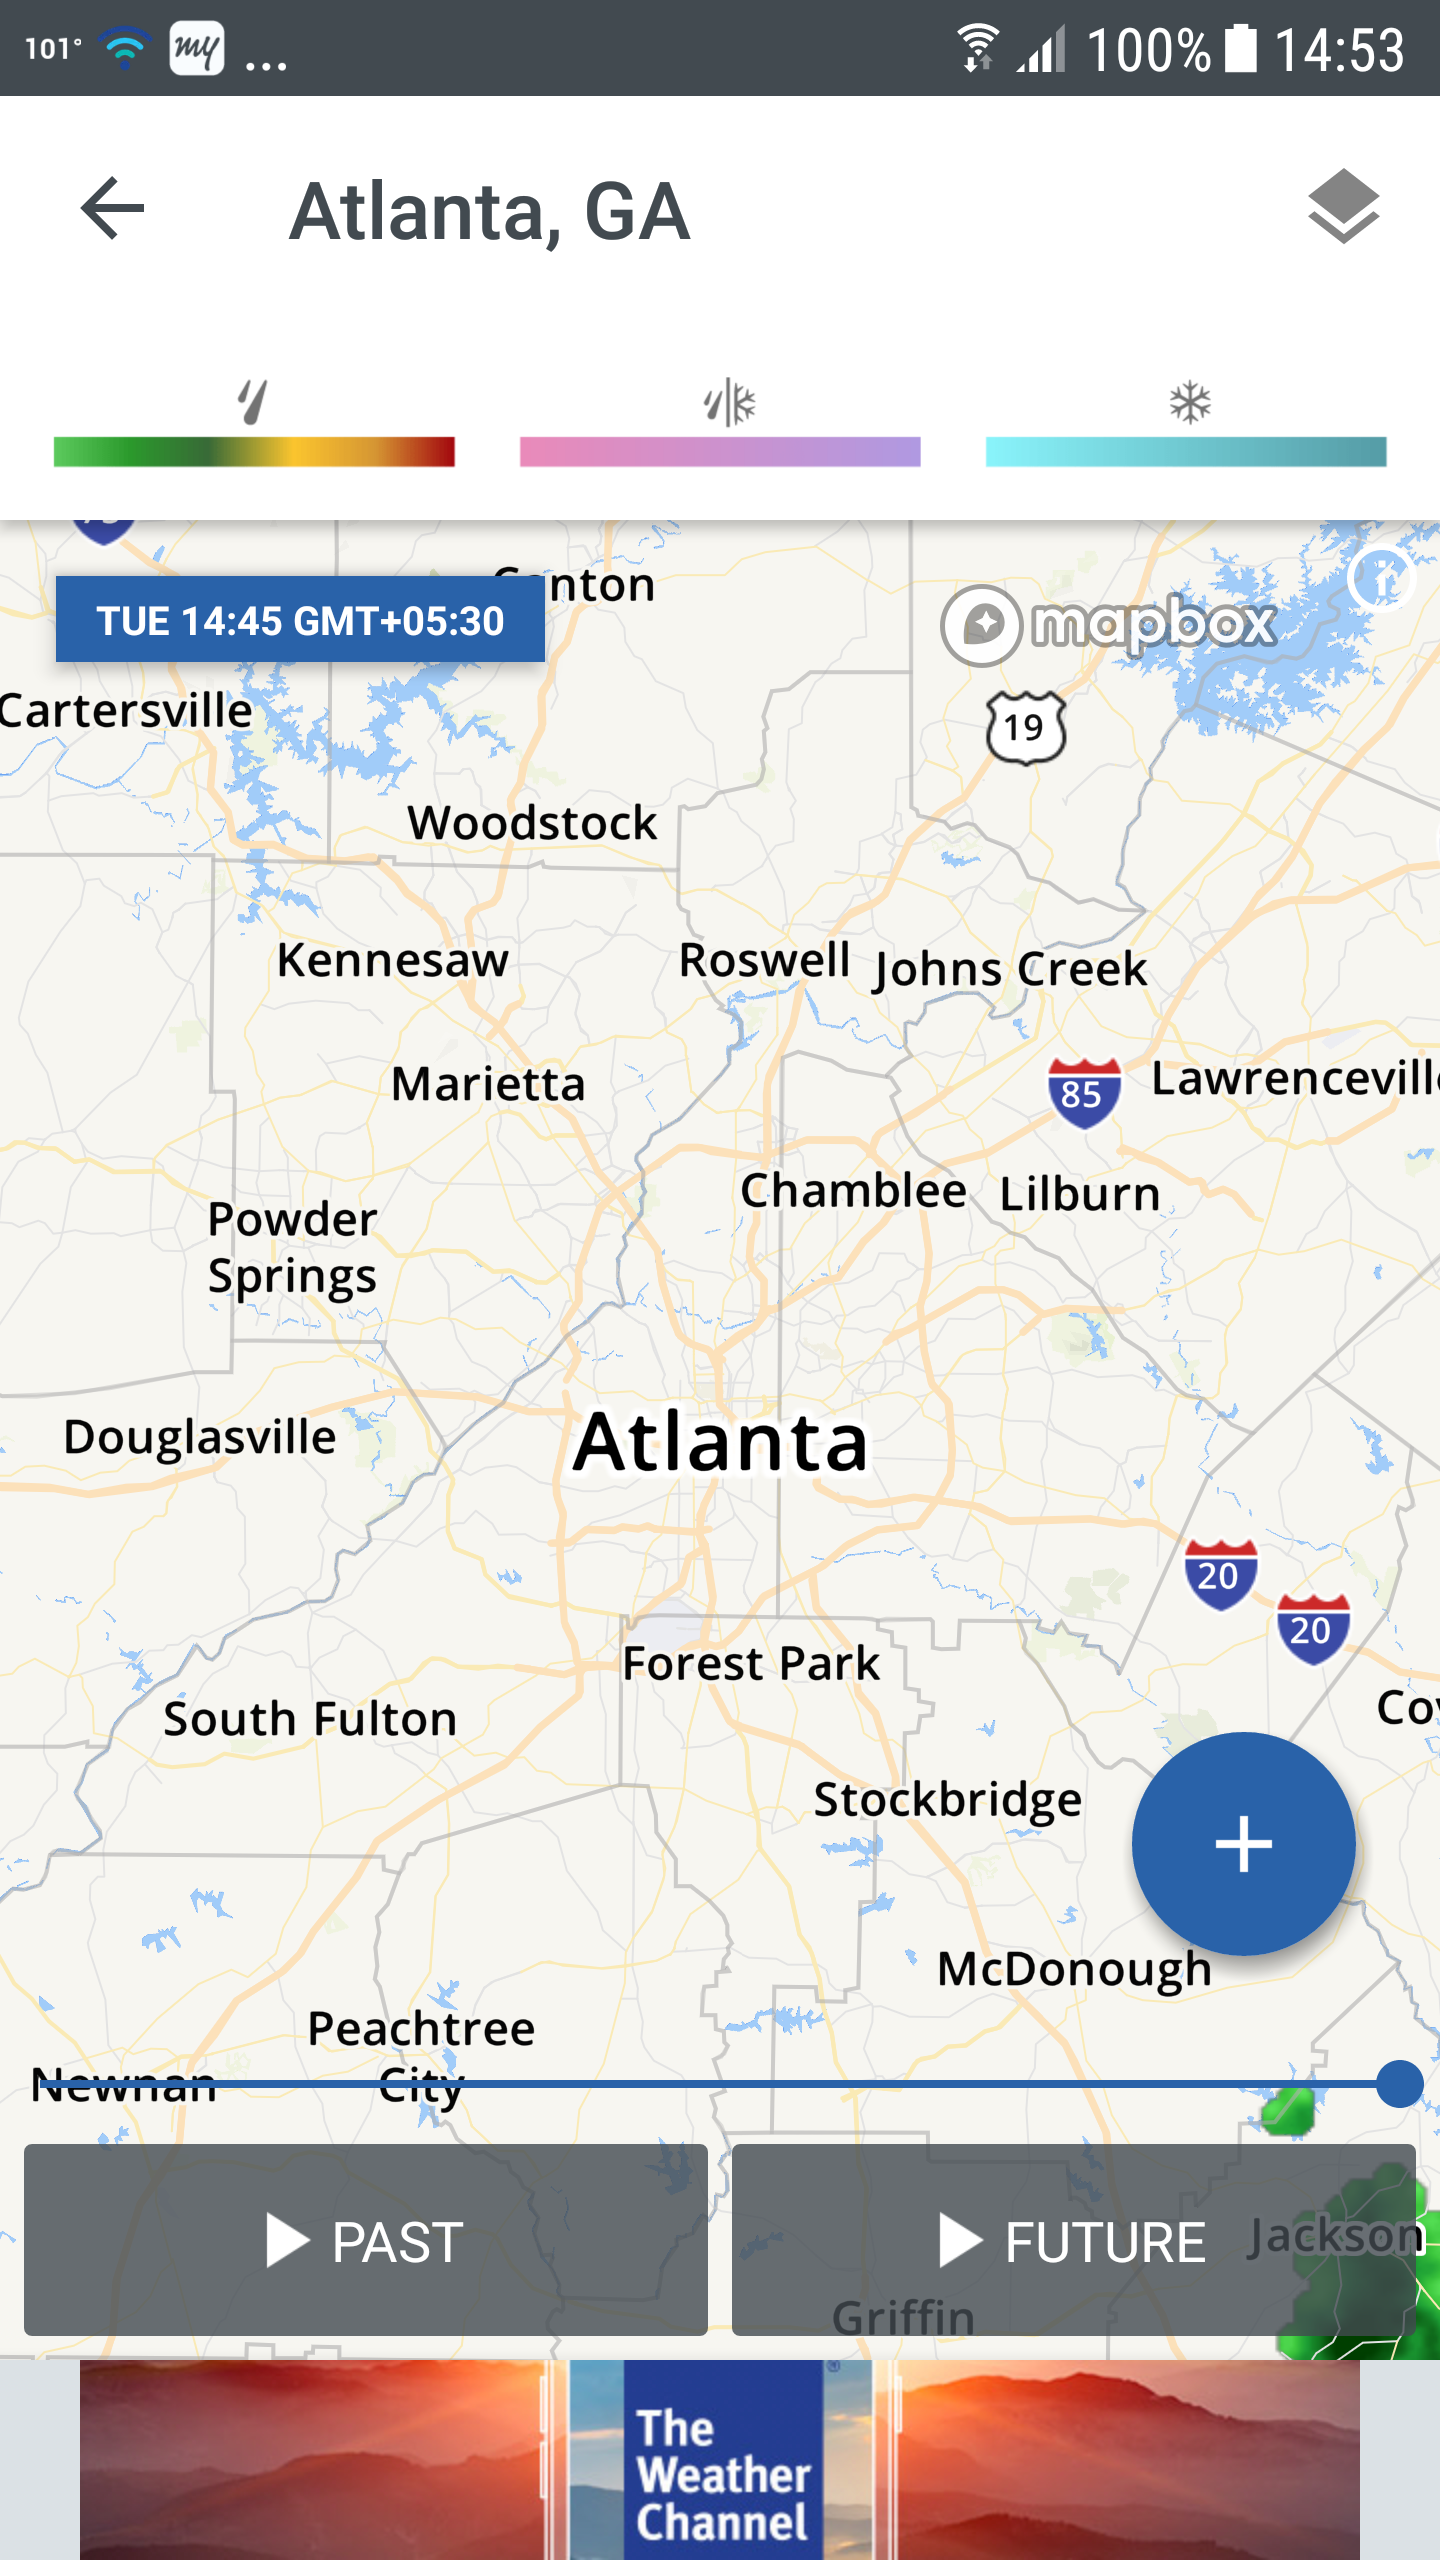 101°
my
...
100%
14:53
Atlanta, GA
TUE 14:45 GMT+05:30
mapbox
Cartersville
19
Woodstock
Kennesaw
Roswell
Johns Creek
Marietta
85
Chamblee
Lilburn
Powder
Springs
Douglasville
Atlanta
20
20
Forest Park
South Fulton
Stockbridge
McDonough
Peachtree
City
Newnan
PAST
FUTURE
Jackson
Griffin
The
Weather
Channel